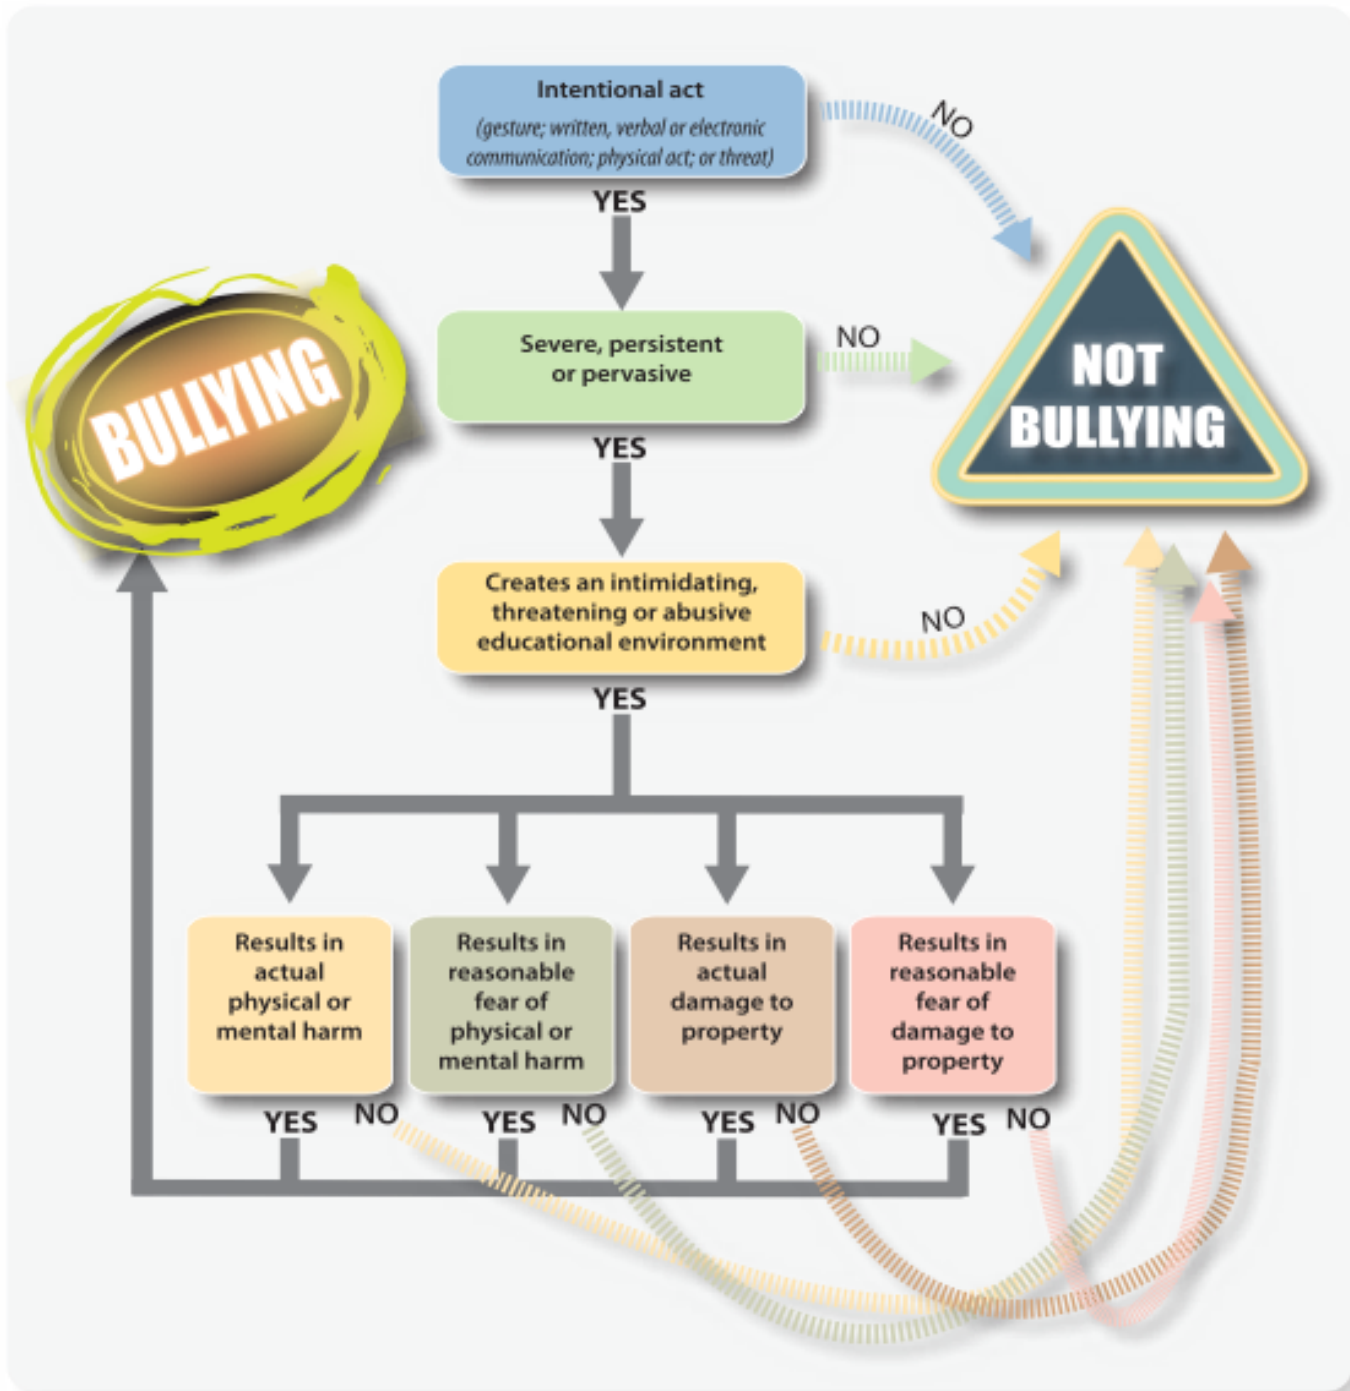 Intentional act
(gesture; written, verbal or electronic
communication; physical act; or threat)
NO
YES
BULLYING
Severe, persistent
or pervasive
NO
NOT
BULLYING
YES
Creates an intimidating,
threatening or abusive
educational environment
NO
YES
Results in
actual
physical or
mental harm
Results in
reasonable
fear of
physical or
mental harm
Results in
actual
damage to
property
Results in
reasonable
fear of
damage to
property
YES NO YES NO YES NO YES NO